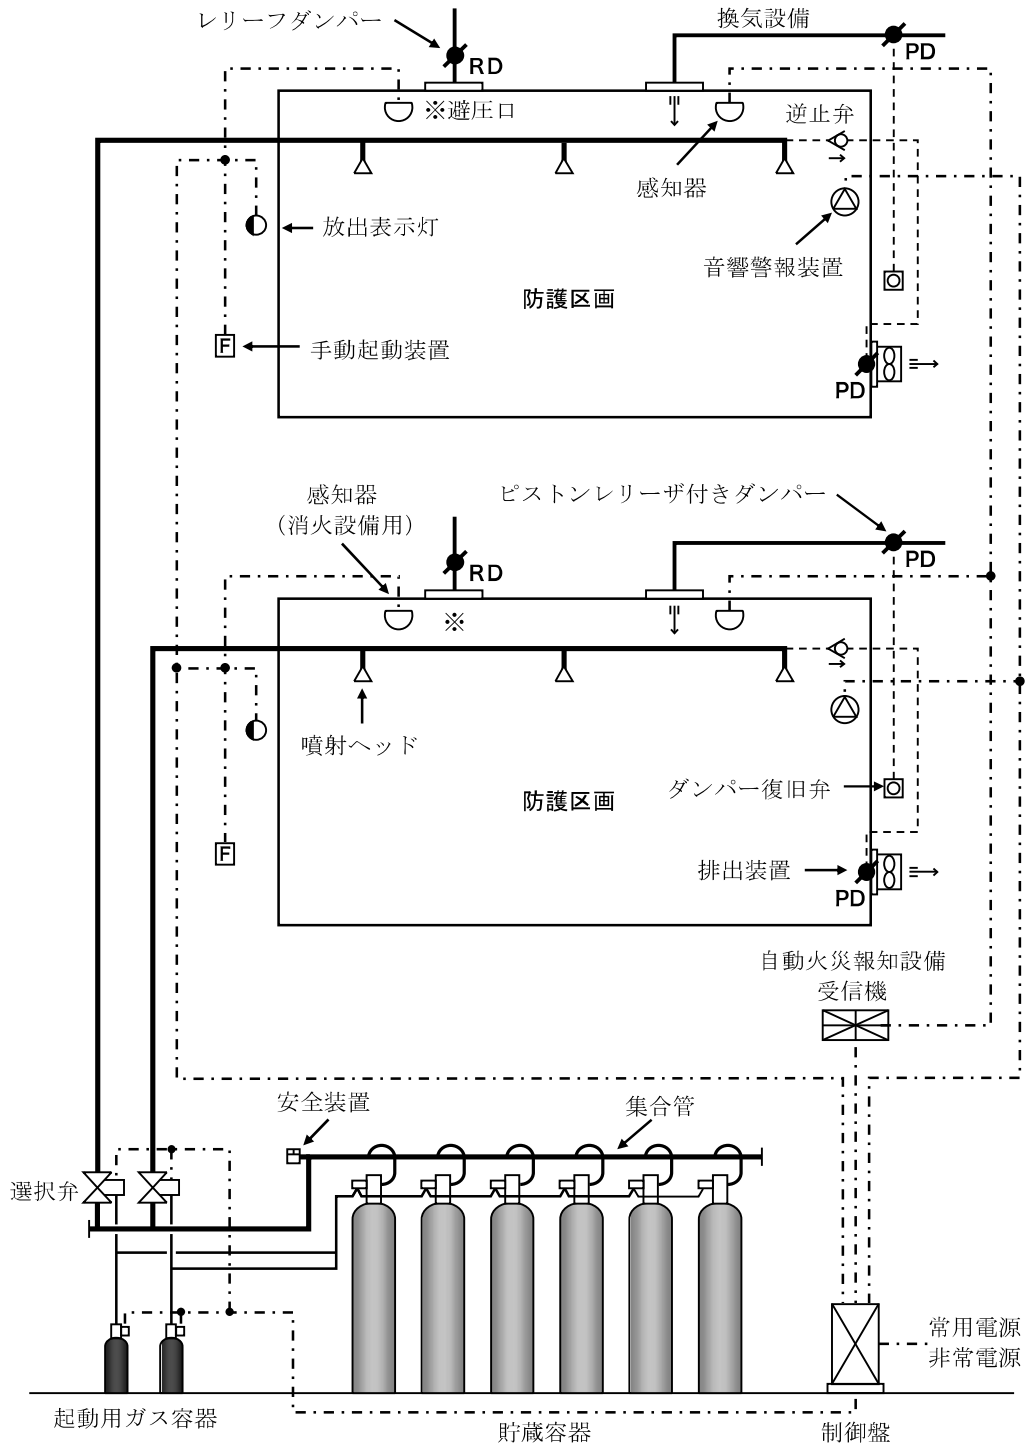 レリーフダンパー
換気設備
PD
RD
※避圧口
逆止弁
感知器
放出表示灯
音響警報装置
防護区画
F
手動起動装置
PD
感知器
(消火設備用)
ピストンレリーザ付きダンパー
PD
RD
※
噴射ヘッド
ダンパー復旧弁
防護区画
F
排出装置
PD
自動火災報知設備
受信機
安全装置
集合管
選択弁
常用電源
非常電源
起動用ガス容器
貯蔵容器
制御盤